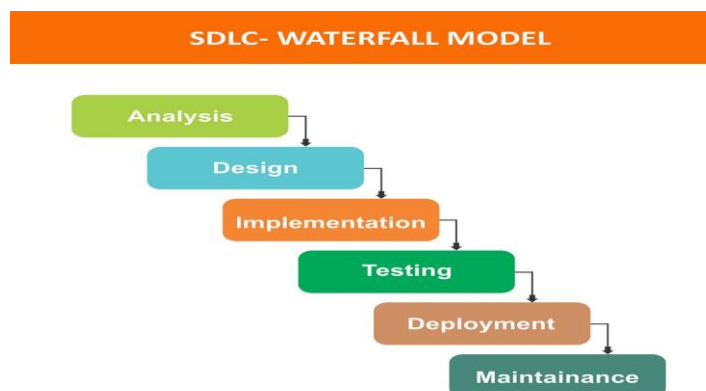 SDLC- WATERFALL MODEL
Analysis
Design
Implementation
Testing
Deployment
Maintainance